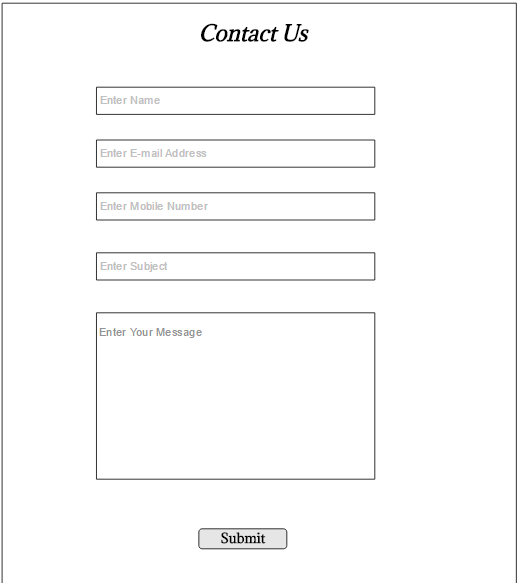 Contact Us
Enter Name
Enter E-mail Address
Enter Mobile Number
Enter Subject
Enter Your Message
Submit